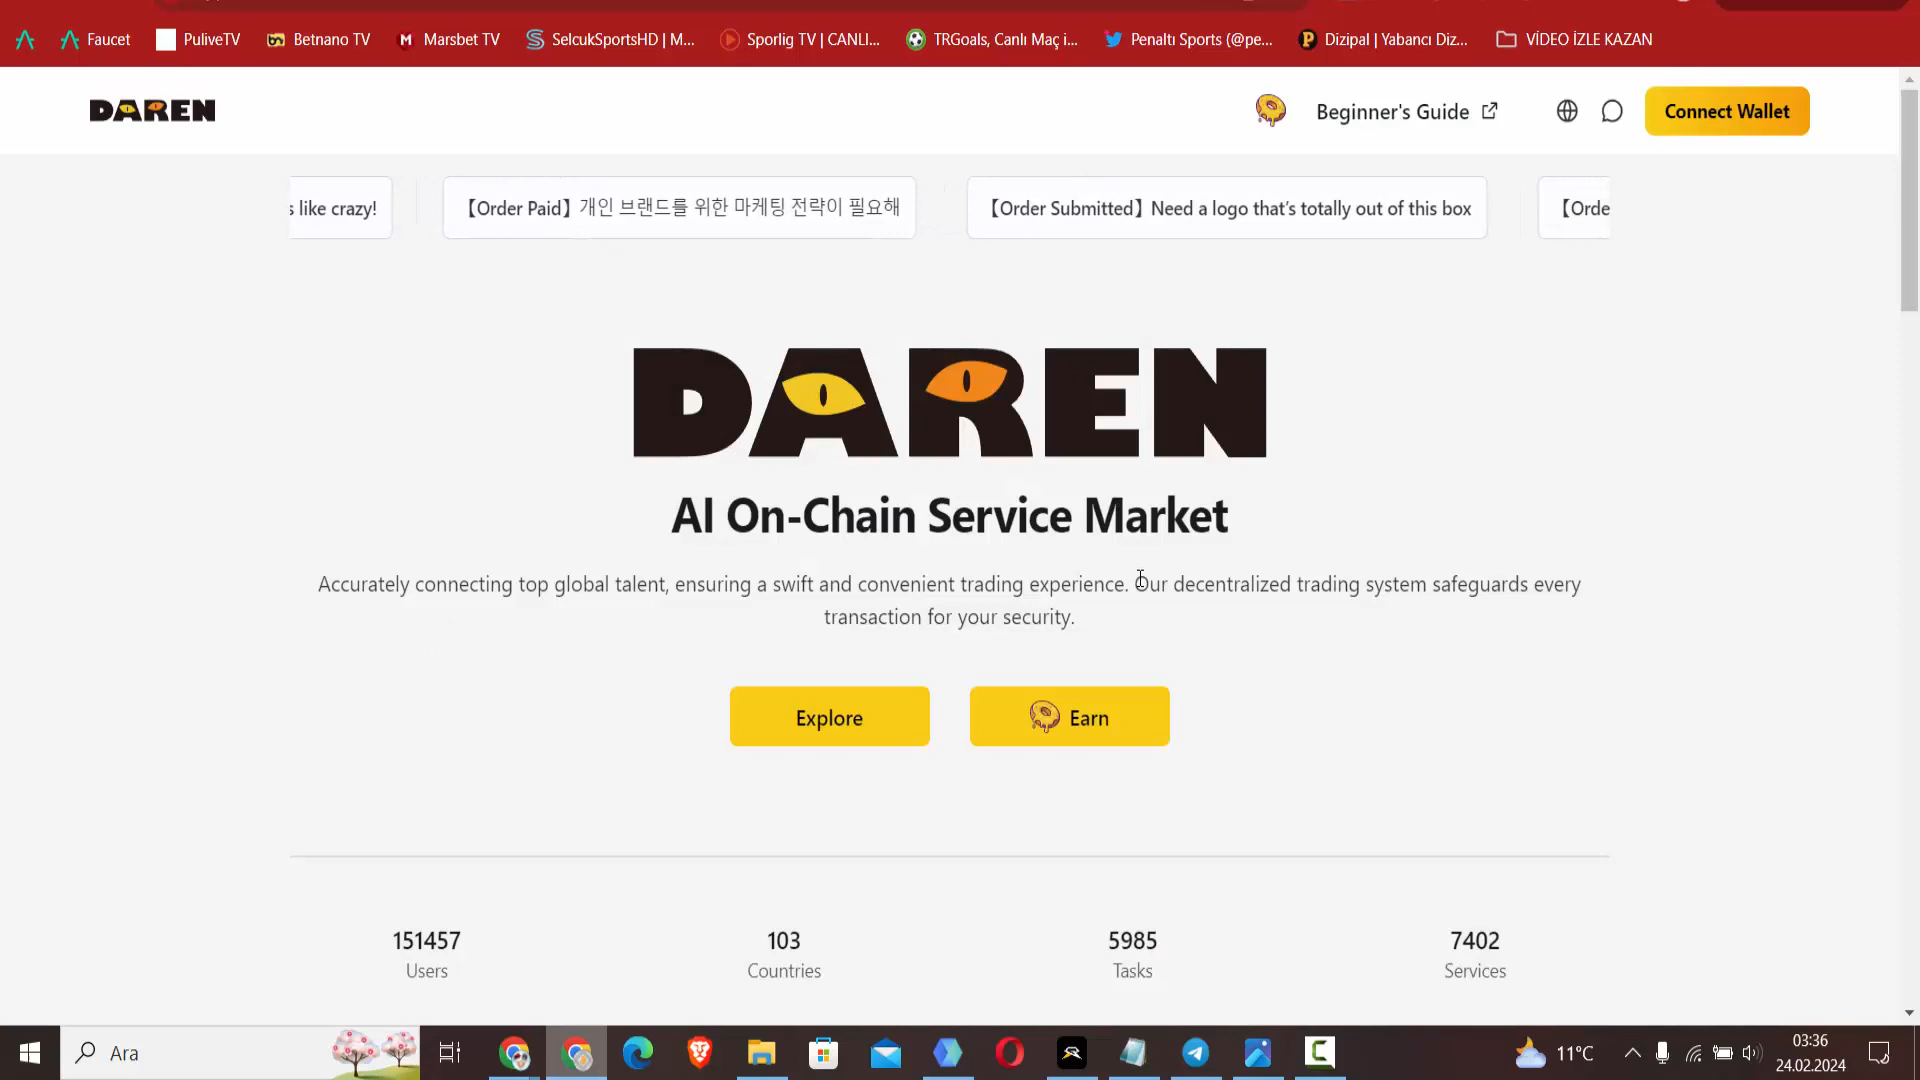 Faucet PuliveTV Betnano TV Marsbet TV SelcukSportsHD | M... Sporlig TV | CANLI... TRGoals, Canlı Maç i... Penaltı Sports (@pe... Dizipal | Yabancı Diz... VİDEO İZLE KAZAN
DAREN Beginner's Guide Connect Wallet
s like crazy! 【Order Paid】개인 브랜드를 위한 마케팅 전략이 필요해 【Order Submitted】Need a logo that's totally out of this box 【Orde
DAREN
AI On-Chain Service Market
Accurately connecting top global talent, ensuring a swift and convenient trading experience. Our decentralized trading system safeguards every
transaction for your security.
Explore Earn
151457 103 5985 7402
Users Countries Tasks Services
Ara 11°C 03:36
24.02.2024